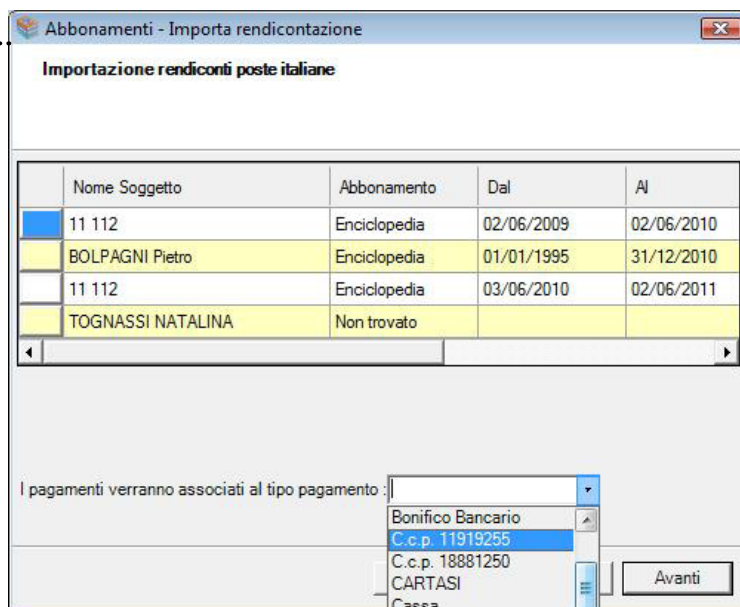 Abbonamenti - Importa rendicontazione
Importazione rendiconti poste italiane
Nome Soggetto Abbonamento Dal Al
11 112 Enciclopedia 02/06/2009 02/06/2010
BOLPAGNI Pietro Enciclopedia 01/01/1995 31/12/2010
11 112 Enciclopedia 03/06/2010 02/06/2011
TOGNASSI NATALINA Non trovato
I pagamenti verranno associati al tipo pagamento :
Bonifico Bancario
C.c.p. 11919255
C.c.p. 18881250
CARTASI
Cassa
Avanti